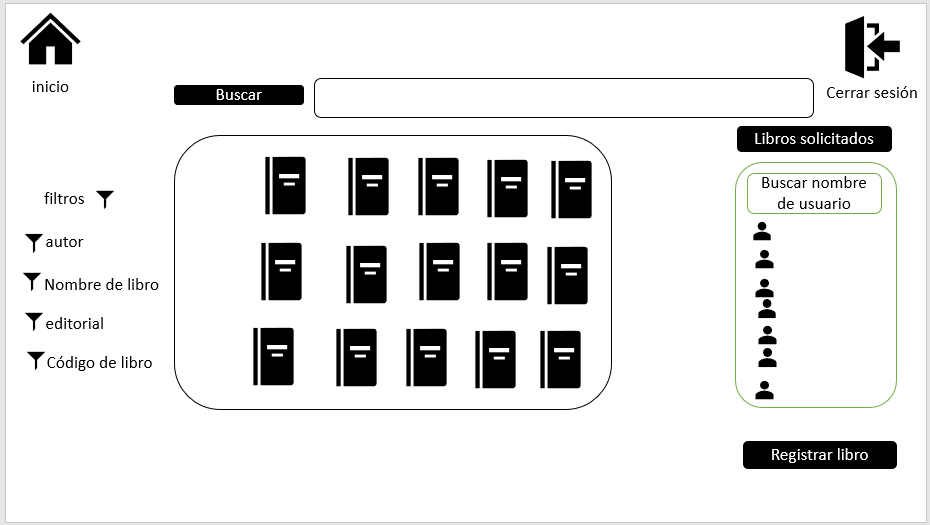 inicio
Cerrar sesión
Buscar
Libros solicitados
Buscar nombre
de usuario
filtros
autor
Nombre de libro
editorial
Código de libro
Registrar libro